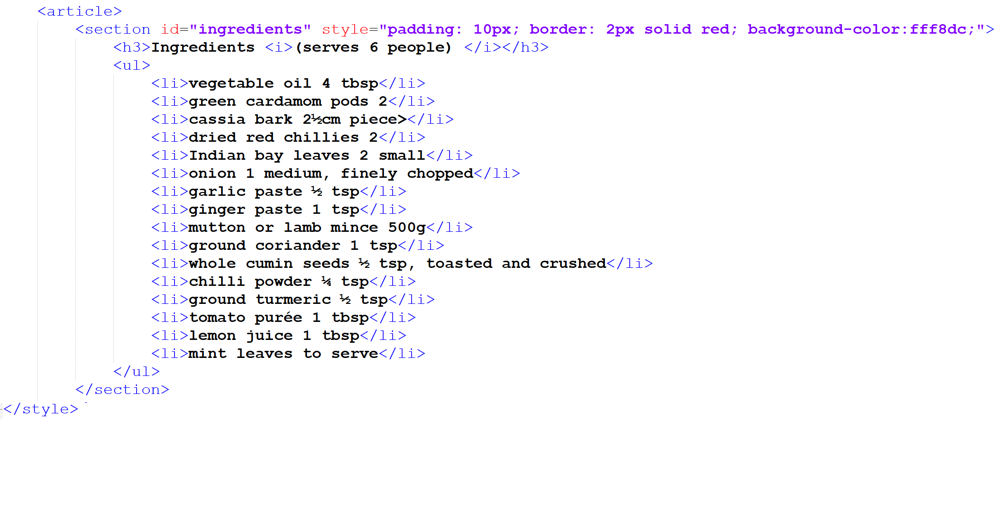 <article>
<section id="ingredients" style="padding: 10px; border: 2px solid red; background-color:fff8dc;">
<h3>Ingredients <i>(serves 6 people) </i></h3>
<ul>
<li>vegetable oil 4 tbsp</li>
<li>green cardamom pods 2</li>
<li>cassia bark 2½cm piece></li>
<li>dried red chillies 2</li>
<li>Indian bay leaves 2 small</li>
<li>onion 1 medium, finely chopped</li>
<li>garlic paste ½ tsp</li>
<li>ginger paste 1 tsp</li>
<li>mutton or lamb mince 500g</li>
<li>ground coriander 1 tsp</li>
<li>whole cumin seeds ½ tsp, toasted and crushed</li>
<li>chilli powder ¼ tsp</li>
<li>ground turmeric ½ tsp</li>
<li>tomato purée 1 tbsp</li>
<li>lemon juice 1 tbsp</li>
<li>mint leaves to serve</li>
</ul>
</section>
</style>